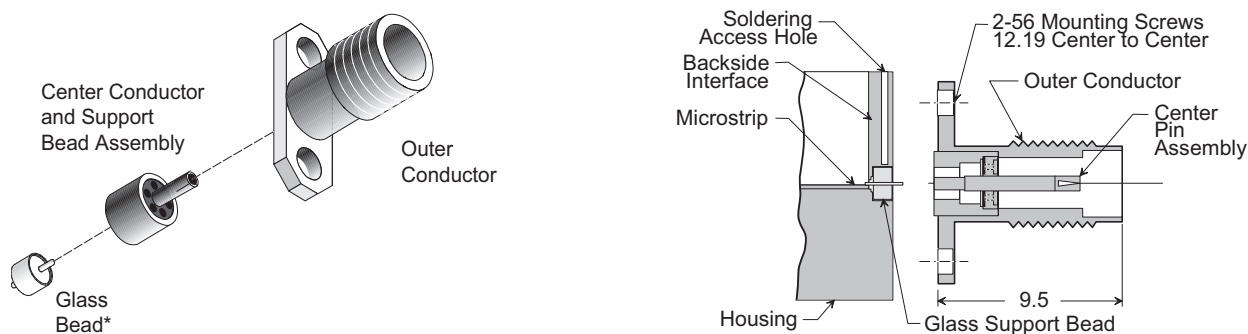 Center Conductor
and Support
Bead Assembly
Outer
Conductor
Glass
Bead*
Soldering
Access Hole
Backside
Interface
Microstrip
Housing
2-56 Mounting Screws
12.19 Center to Center
Outer Conductor
Center
Pin
Assembly
9.5
Glass Support Bead